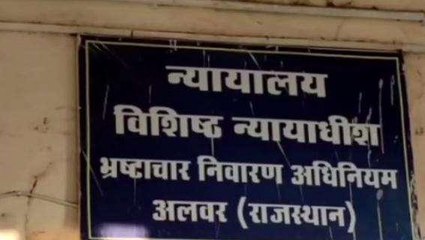 न्यायालय
विशिष्ठ न्यायाधीश
भ्रष्टाचार निवारण अधिनियम
अलवर (राजस्थान)